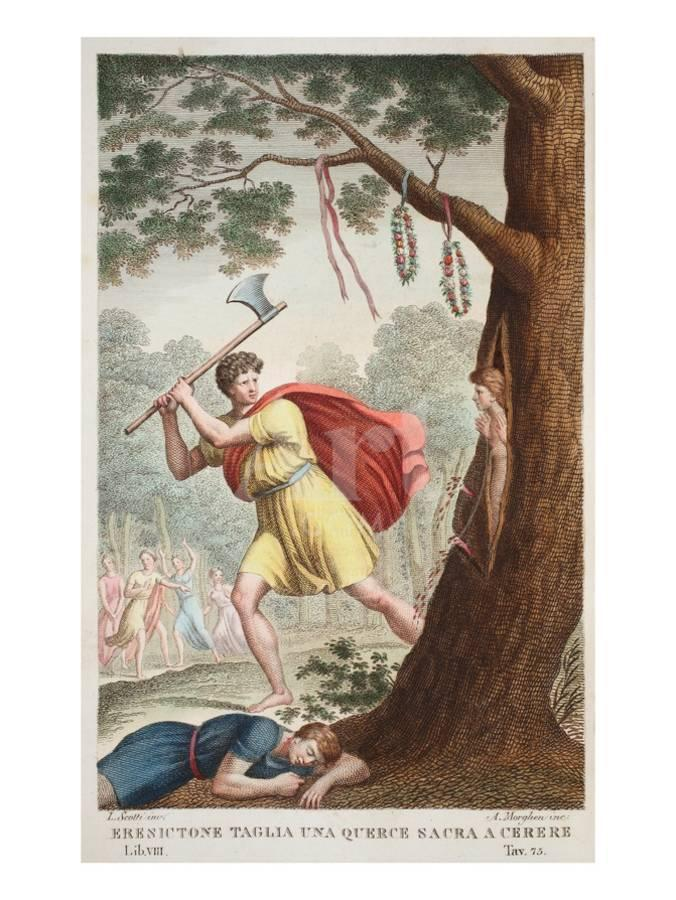 L. Scotti inv.
A. Morghen inc.
ERESICTONE TAGLIA UNA QUERCE SACRA A CERERE
Lib. VIII.
Tav. 75.